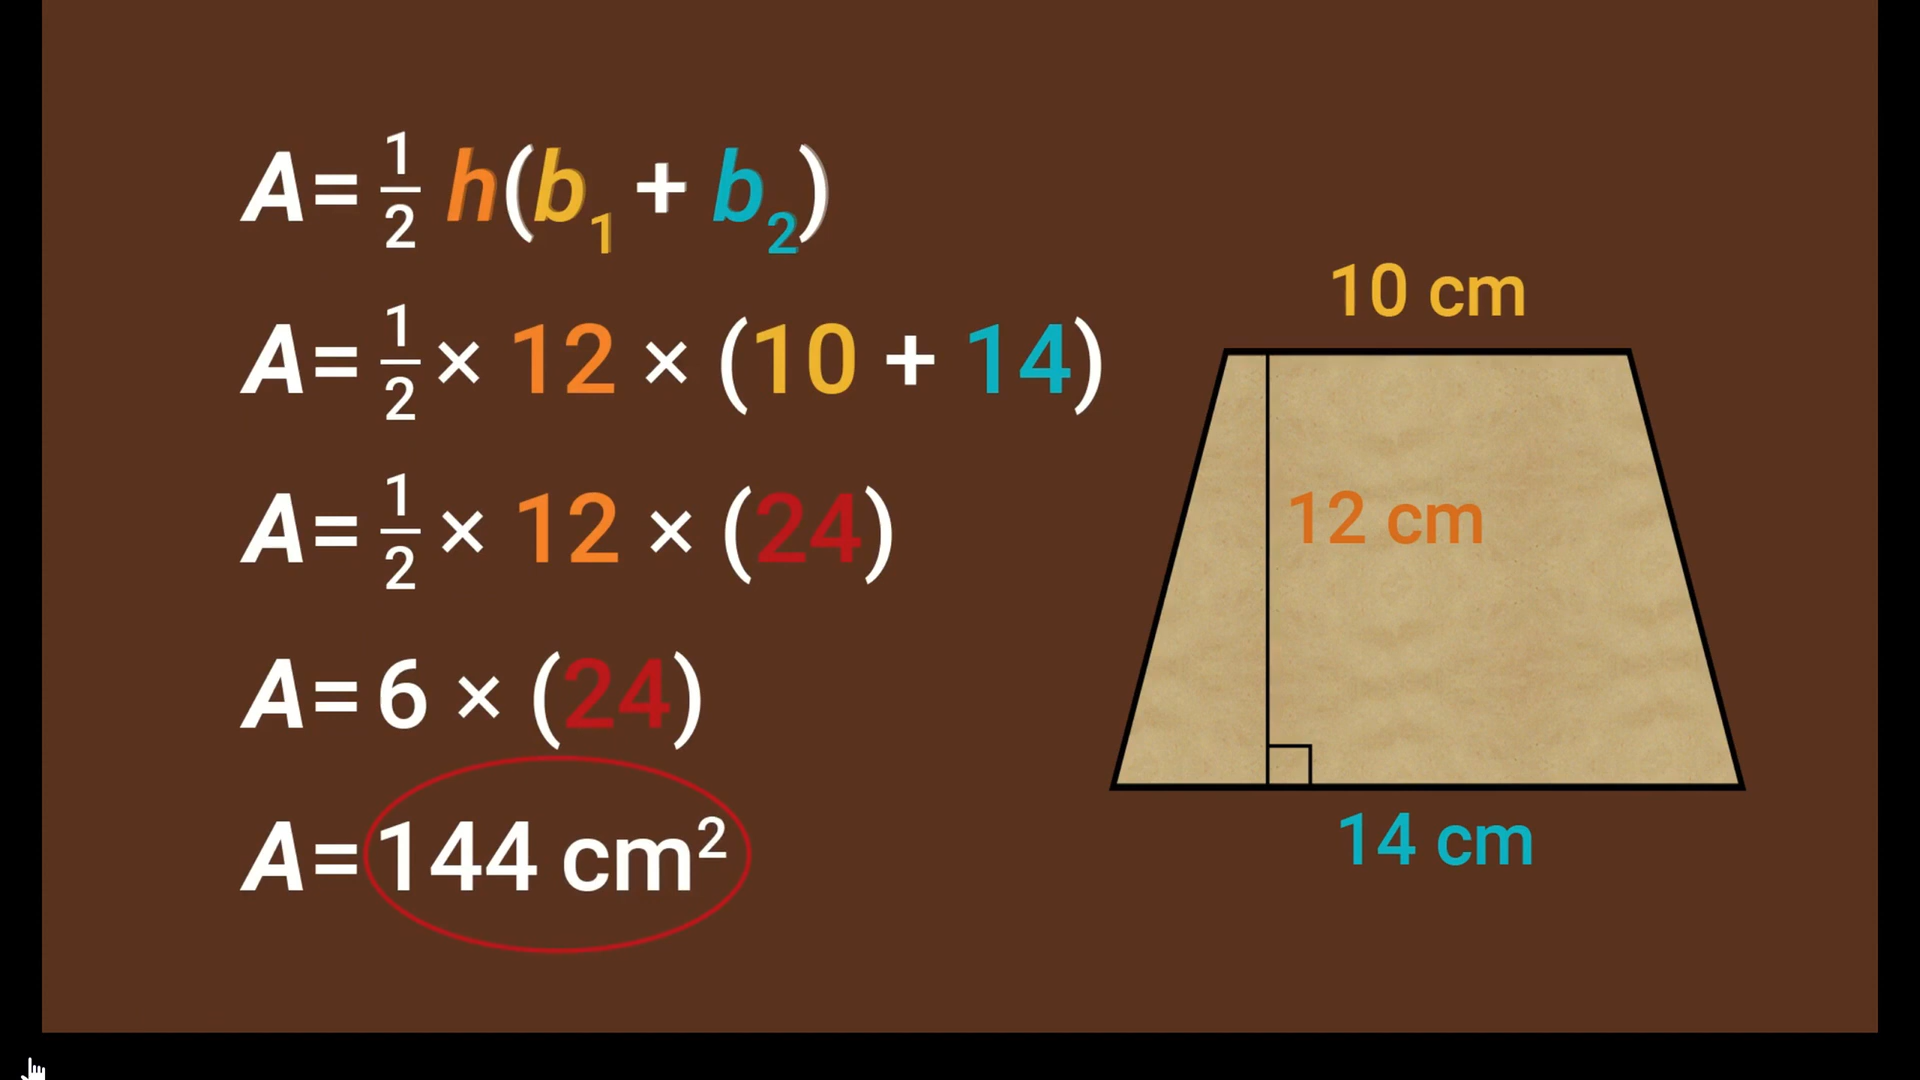 A = 1/2 h(b₁ + b₂)
A = 1/2 × 12 × (10 + 14)
A = 1/2 × 12 × (24)
A = 6 × (24)
A = 144 cm²
10 cm
12 cm
14 cm